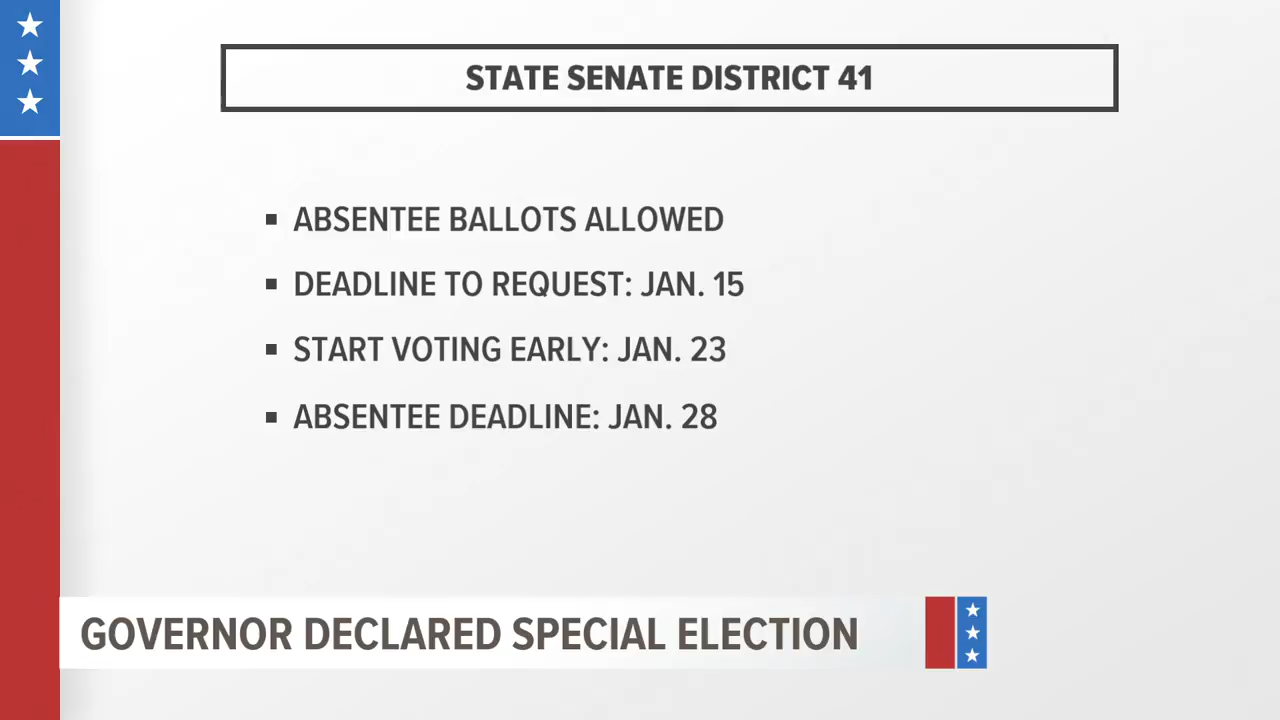 STATE SENATE DISTRICT 41
▪ ABSENTEE BALLOTS ALLOWED
▪ DEADLINE TO REQUEST: JAN. 15
▪ START VOTING EARLY: JAN. 23
▪ ABSENTEE DEADLINE: JAN. 28
GOVERNOR DECLARED SPECIAL ELECTION